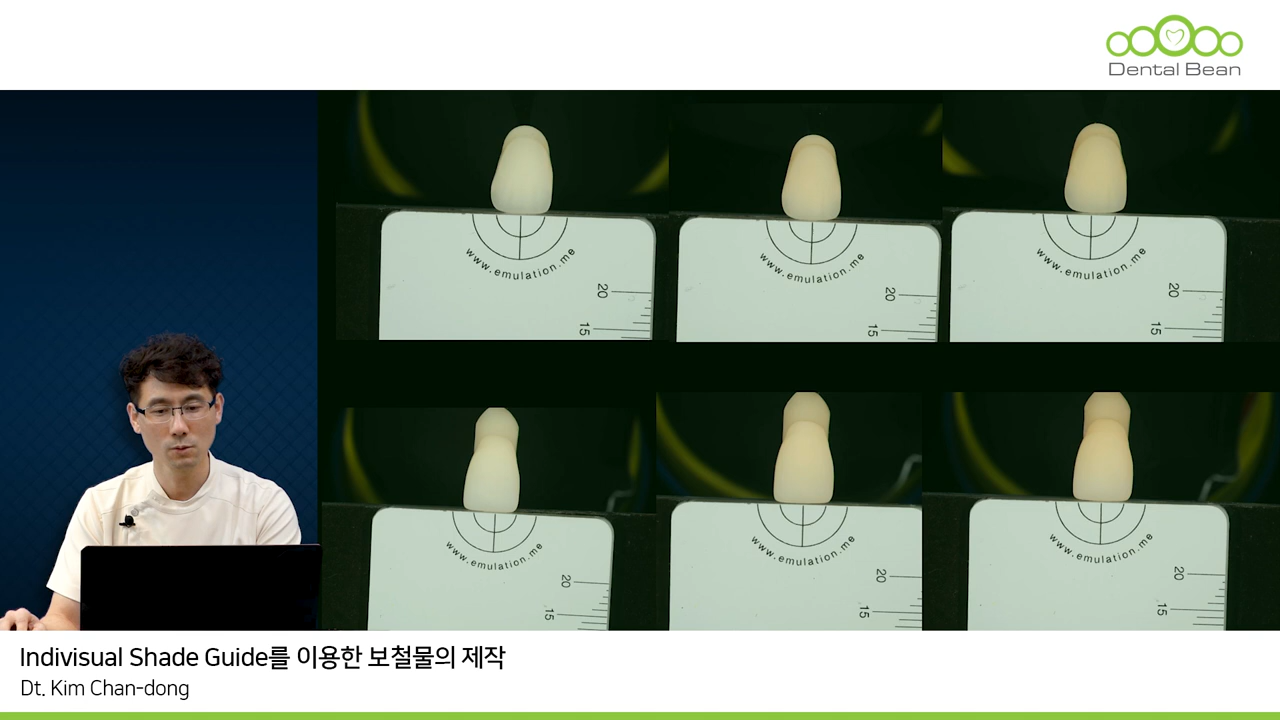 Dental Bean
www.emulation.me
20
15
www.emulation.me
20
15
www.emulation.me
20
15
www.emulation.me
20
15
www.emulation.me
20
15
www.emulation.me
20
15
Indivisual Shade Guide를 이용한 보철물의 제작
Dt. Kim Chan-dong